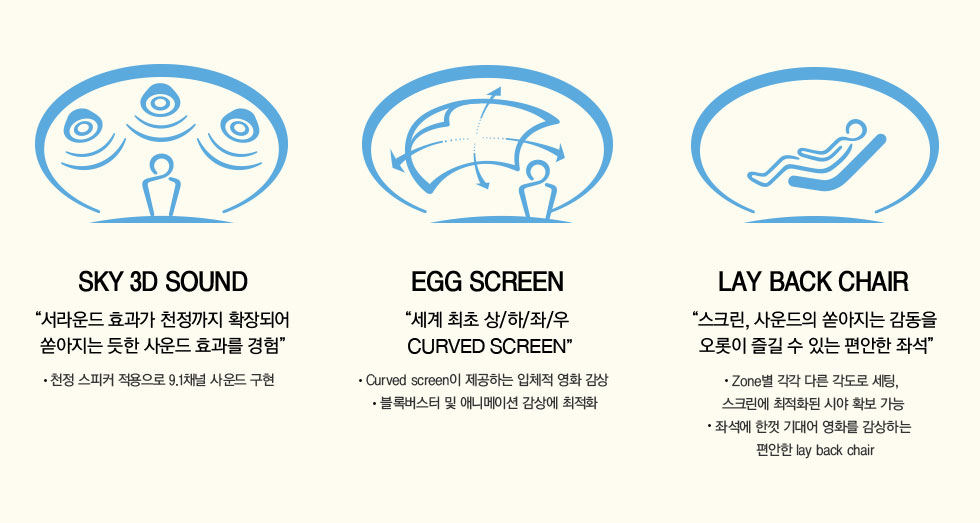 SKY 3D SOUND
“서라운드 효과가 천정까지 확장되어
쏟아지는 듯한 사운드 효과를 경험”
• 천정 스피커 적용으로 9.1채널 사운드 구현
EGG SCREEN
“세계 최초 상/하/좌/우
CURVED SCREEN”
• Curved screen이 제공하는 입체적 영화 감상
• 블록버스터 및 애니메이션 감상에 최적화
LAY BACK CHAIR
“스크린, 사운드의 쏟아지는 감동을
오롯이 즐길 수 있는 편안한 좌석”
• Zone별 각각 다른 각도로 세팅,
스크린에 최적화된 시야 확보 가능
• 좌석에 한껏 기대어 영화를 감상하는
편안한 lay back chair